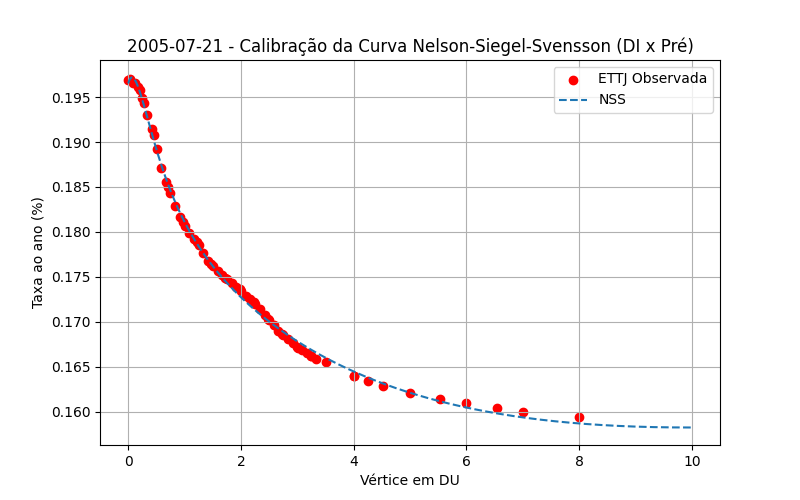 2005-07-21 - Calibração da Curva Nelson-Siegel-Svensson (DI x Pré)
ETTJ Observada
NSS
Taxa ao ano (%)
0.195
0.190
0.185
0.180
0.175
0.170
0.165
0.160
0 2 4 6 8 10
Vértice em DU